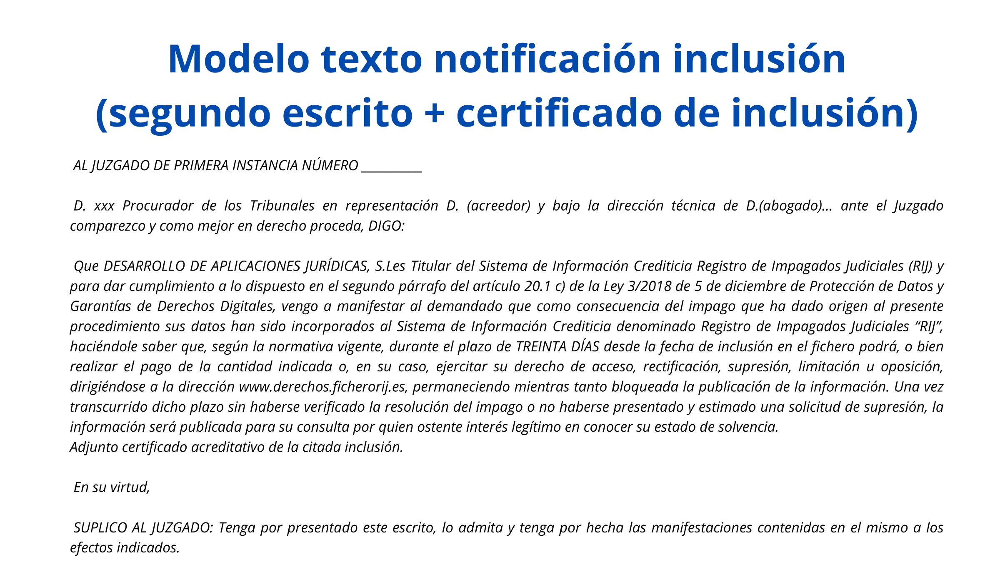 Modelo texto notificación inclusión
(segundo escrito + certificado de inclusión)
AL JUZGADO DE PRIMERA INSTANCIA NÚMERO __________
D. xxx Procurador de los Tribunales en representación D. (acreedor) y bajo la dirección técnica de D.(abogado)... ante el Juzgado
comparezco y como mejor en derecho proceda, DIGO:
Que DESARROLLO DE APLICACIONES JURÍDICAS, S.Les Titular del Sistema de Información Crediticia Registro de Impagados Judiciales (RIJ) y
para dar cumplimiento a lo dispuesto en el segundo párrafo del artículo 20.1 c) de la Ley 3/2018 de 5 de diciembre de Protección de Datos y
Garantías de Derechos Digitales, vengo a manifestar al demandado que como consecuencia del impago que ha dado origen al presente
procedimiento sus datos han sido incorporados al Sistema de Información Crediticia denominado Registro de Impagados Judiciales “RIJ”,
haciéndole saber que, según la normativa vigente, durante el plazo de TREINTA DÍAS desde la fecha de inclusión en el fichero podrá, o bien
realizar el pago de la cantidad indicada o, en su caso, ejercitar su derecho de acceso, rectificación, supresión, limitación u oposición,
dirigiéndose a la dirección www.derechos.ficherorij.es, permaneciendo mientras tanto bloqueada la publicación de la información. Una vez
transcurrido dicho plazo sin haberse verificado la resolución del impago o no haberse presentado y estimado una solicitud de supresión, la
información será publicada para su consulta por quien ostente interés legítimo en conocer su estado de solvencia.
Adjunto certificado acreditativo de la citada inclusión.
En su virtud,
SUPLICO AL JUZGADO: Tenga por presentado este escrito, lo admita y tenga por hecha las manifestaciones contenidas en el mismo a los
efectos indicados.